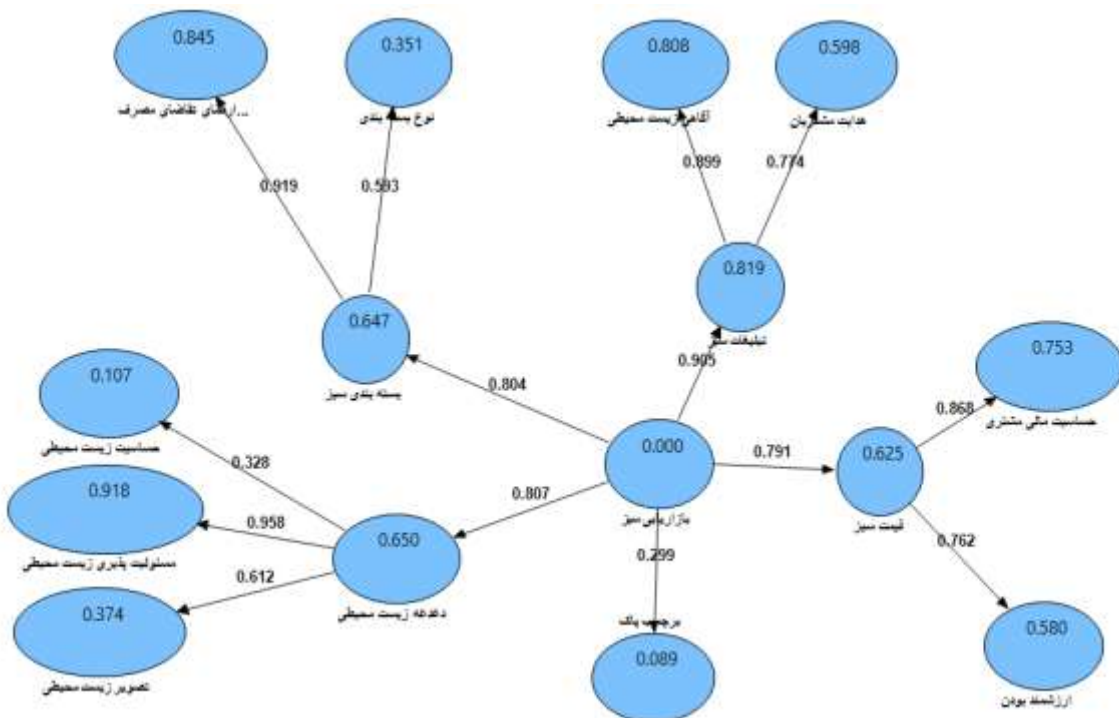 0.845
ارتقای تقاضای مصرف...
0.351
نوع بسته بندی
0.808
آگاهی زیست محیطی
0.598
هدایت مشتریان
0.919
0.593
0.899
0.774
0.819
تبلیغات سبز
0.647
بسته بندی سبز
0.905
0.753
حساسیت مالی مشتری
0.107
حساسیت زیست محیطی
0.804
0.868
0.000
بازاریابی سبز
0.791
0.625
قیمت سبز
0.328
0.918
مسئولیت پذیری زیست محیطی
0.958
0.807
0.650
دغدغه زیست محیطی
0.299
0.762
0.612
0.374
تصویر زیست محیطی
برچسب پاک
0.089
0.580
ارزشمند بودن